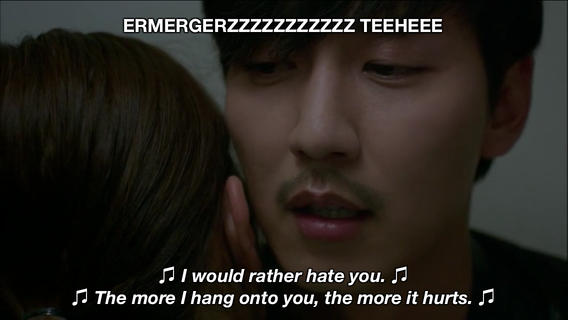 ERMERGERZZZZZZZZZZZ TEEHEEE
♫ I would rather hate you. ♫
♫ The more I hang onto you, the more it hurts. ♫